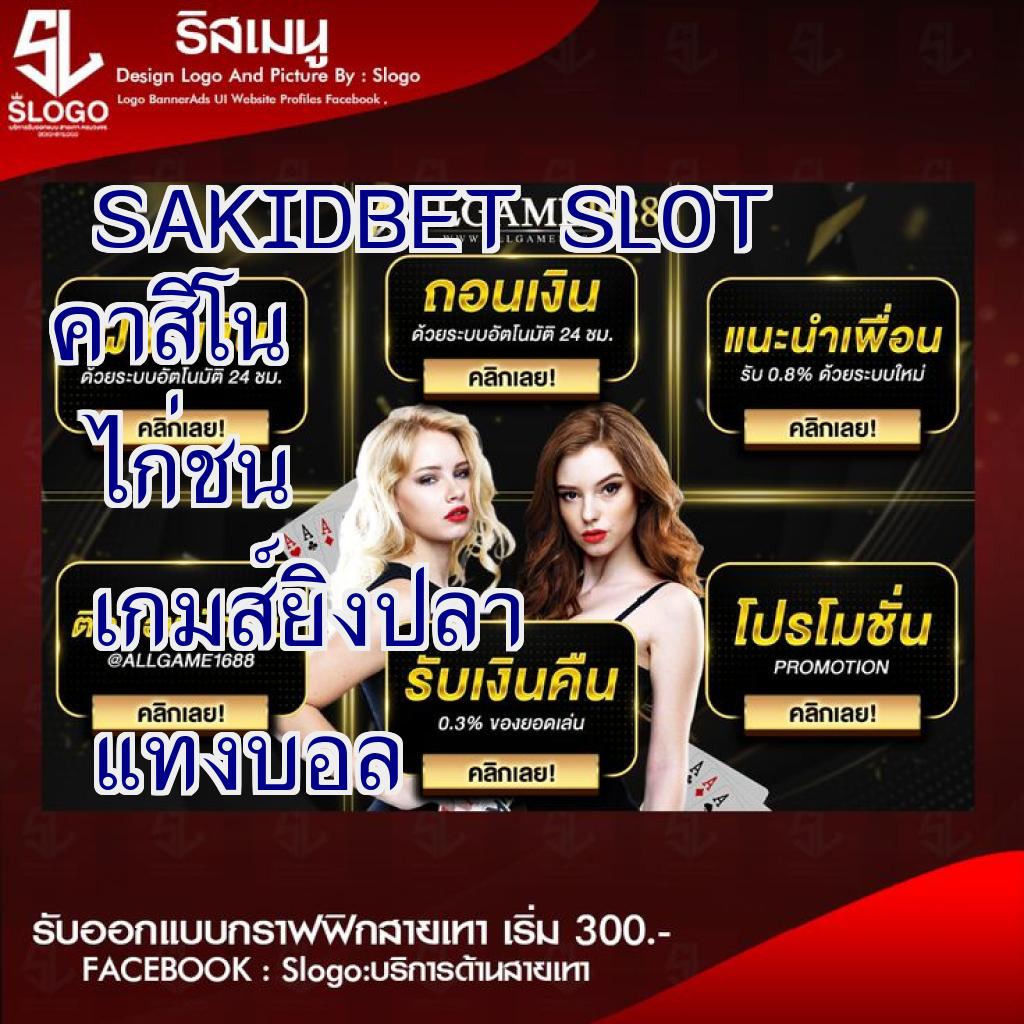 SL
SLOGO
ริสเมนู
Design Logo And Picture By : Slogo
Logo BannerAds UI Website Profiles Facebook .
SAKIDBET SLOT
คาสิโน
ด้วยระบบอัตโนมัติ 24 ชม.
คลิกเลย!
ถอนเงิน
ด้วยระบบอัตโนมัติ 24 ชม.
คลิกเลย!
แนะนำเพื่อน
รับ 0.8% ด้วยระบบใหม่
คลิกเลย!
ไก่ชน
เกมส์ยิงปลา
@ALLGAME1688
คลิกเลย!
รับเงินคืน
0.3% ของยอดเล่น
คลิกเลย!
โปรโมชั่น
PROMOTION
คลิกเลย!
แทงบอล
รับออกแบบกราฟฟิกสายเทา เริ่ม 300.-
FACEBOOK : Slogo:บริการด้านสายเทา